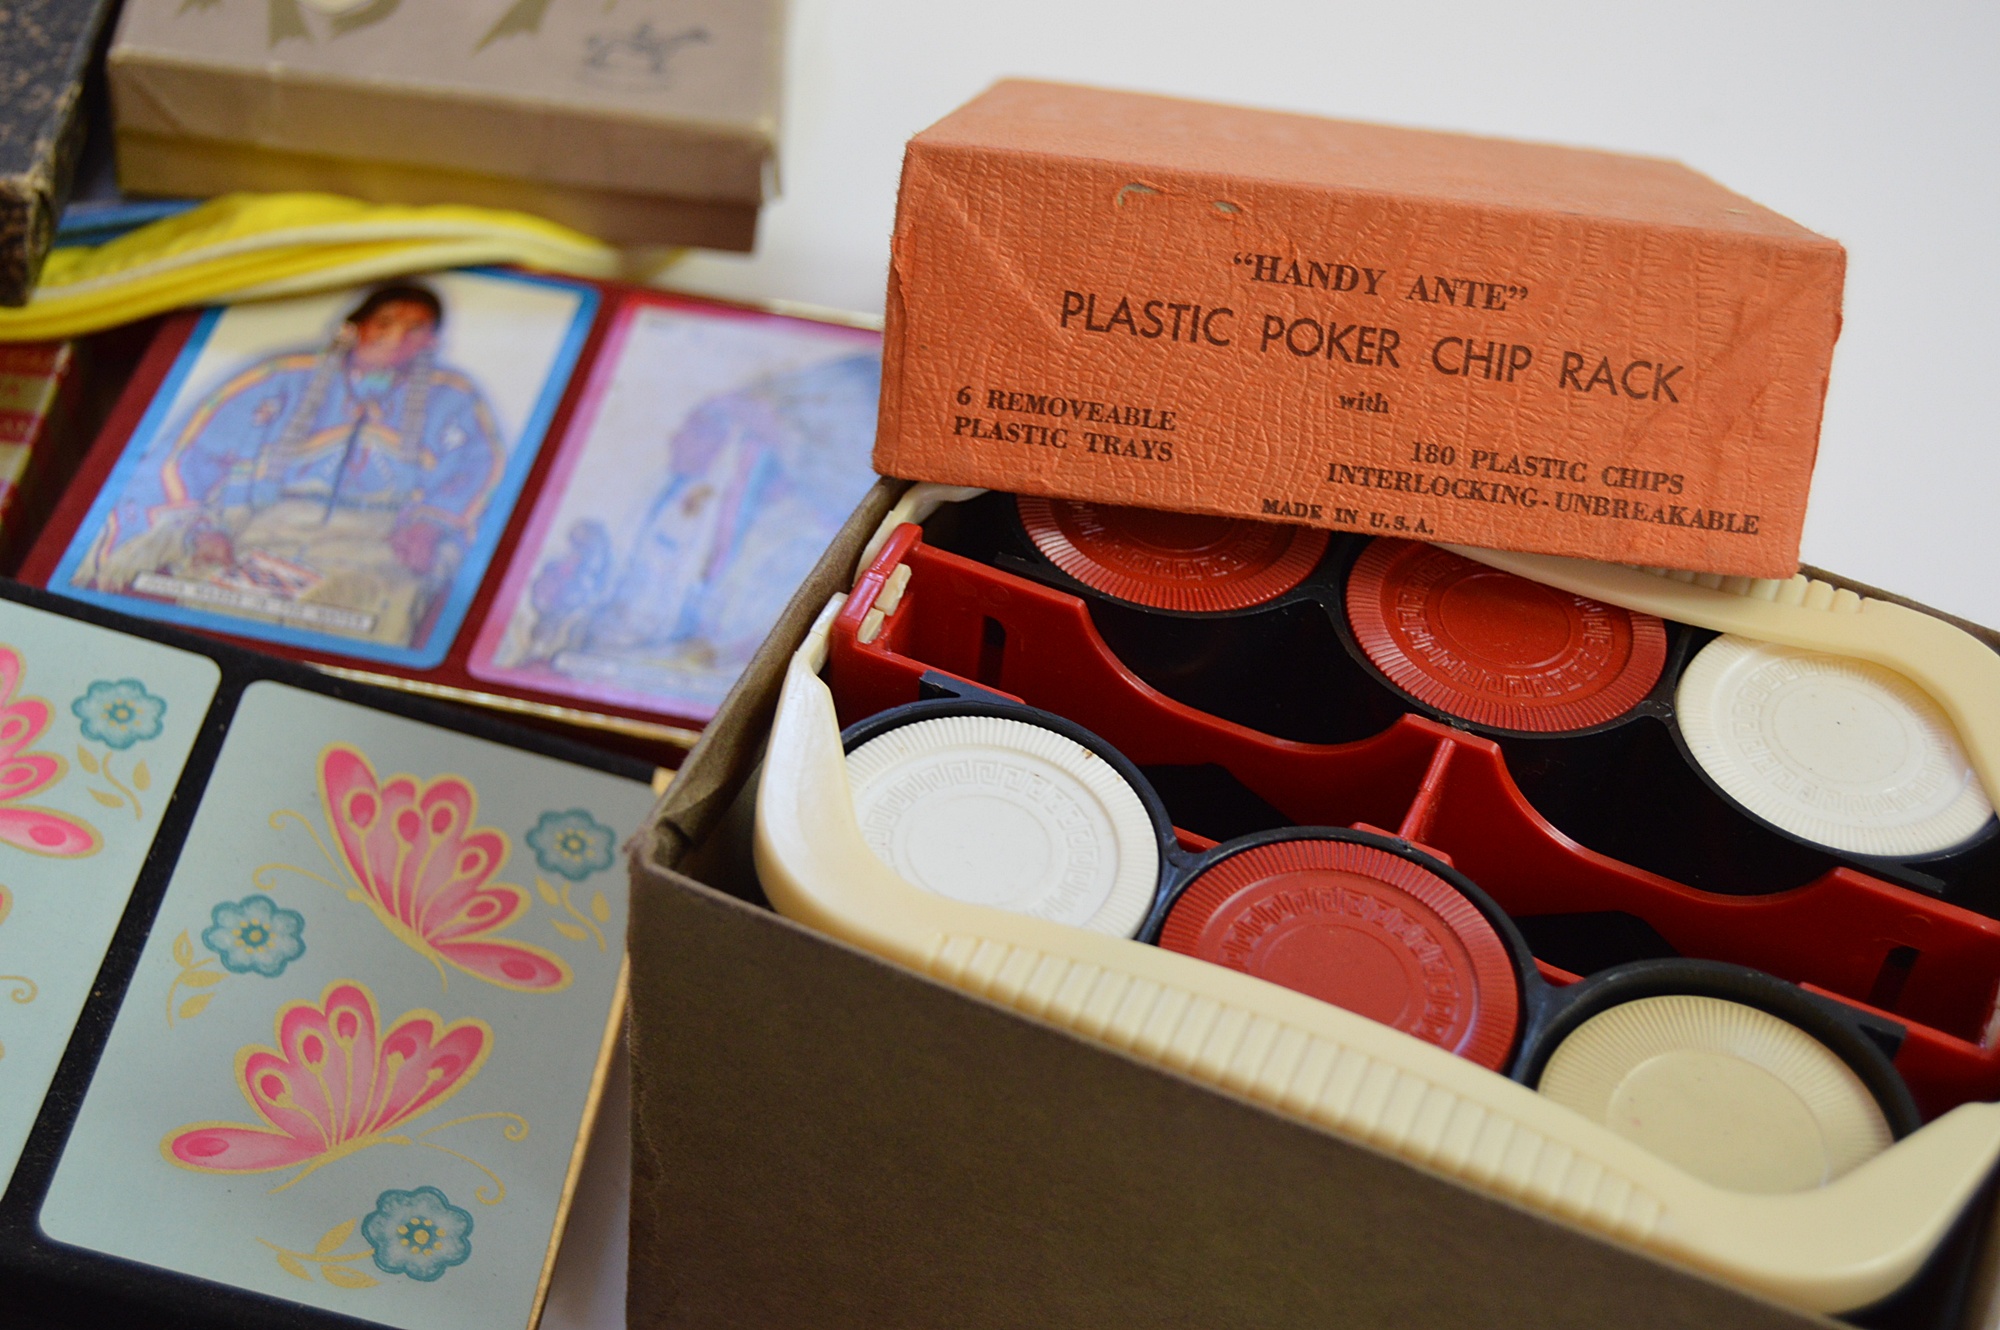 “HANDY ANTE”
PLASTIC POKER CHIP RACK
with
6 REMOVEABLE
PLASTIC TRAYS
180 PLASTIC CHIPS
INTERLOCKING-UNBREAKABLE
MADE IN U.S.A.